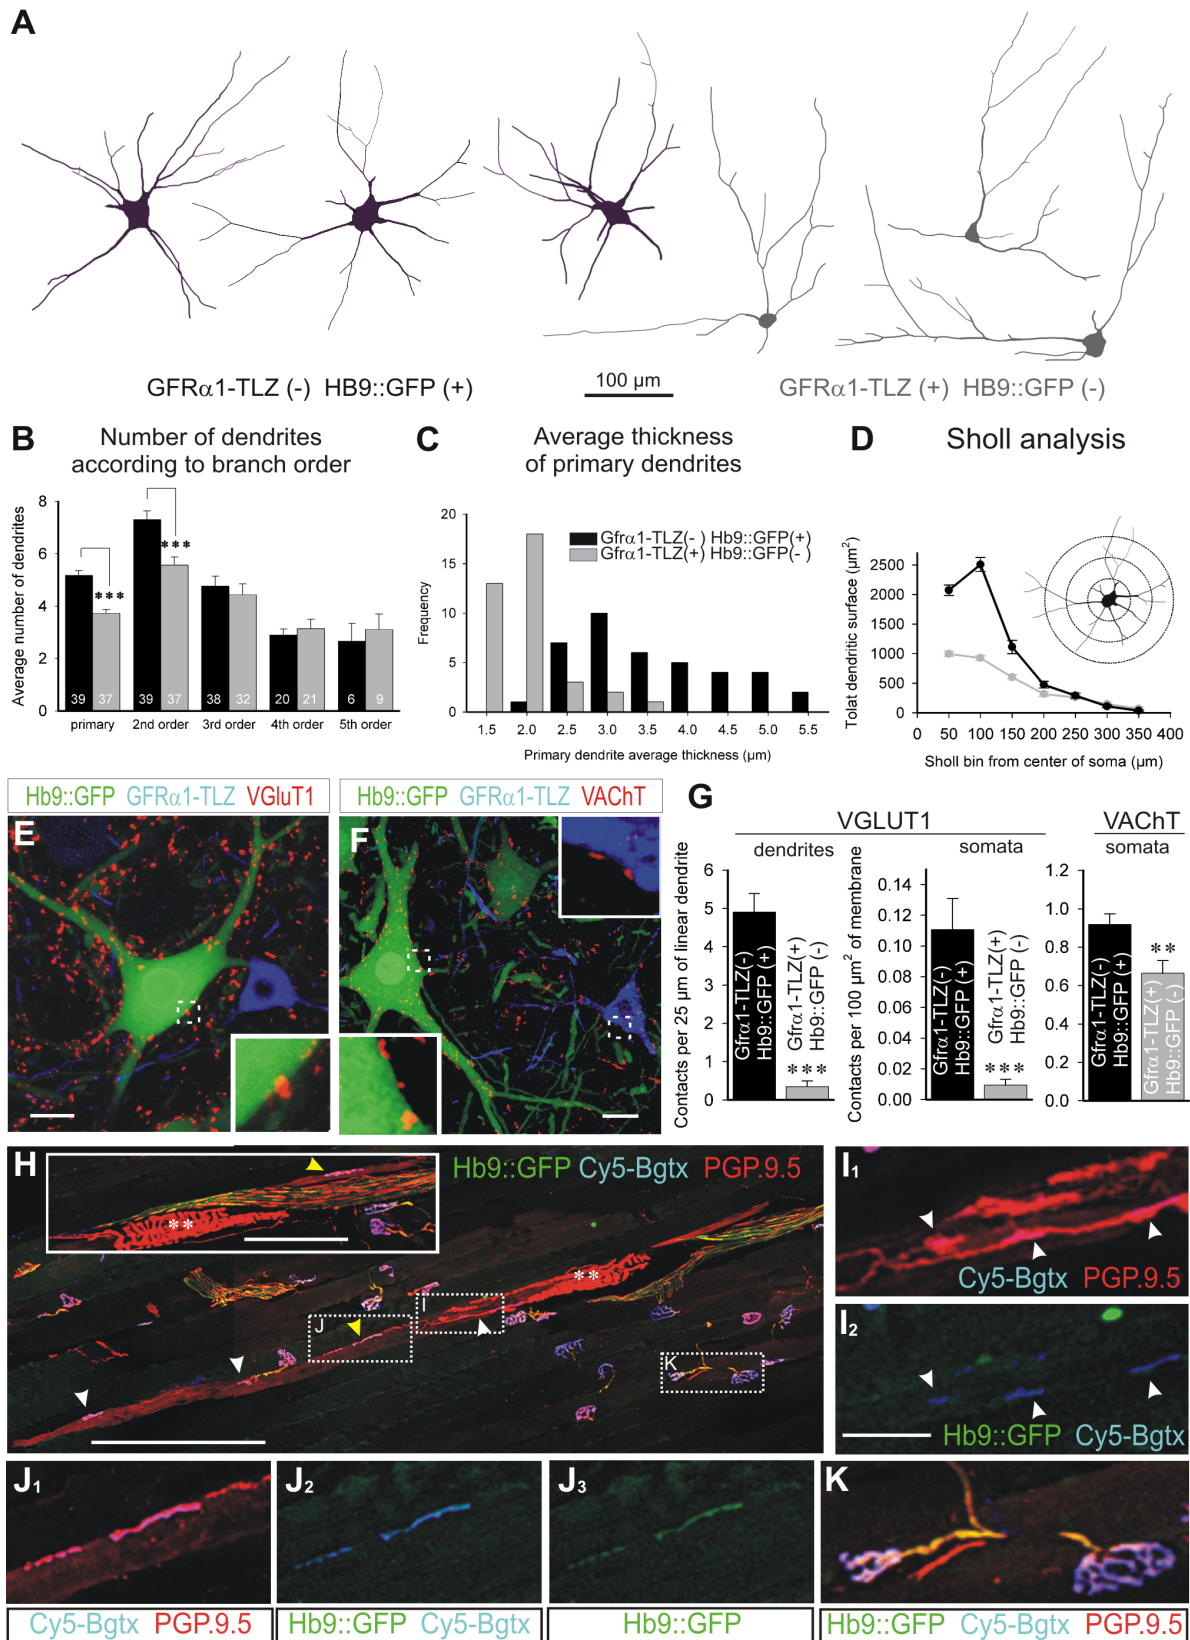 A
GFRα1-TLZ (-) HB9::GFP (+)
100 µm
GFRα1-TLZ (+) HB9::GFP (-)
B
Number of dendrites
according to branch order
Average number of dendrites
8
6
4
2
0
***
***
39 37 39 37 38 32 20 21 6 9
primary 2nd order 3rd order 4th order 5th order
C
Average thickness
of primary dendrites
Frequency
20
15
10
5
0
Gfrα1-TLZ(-) Hb9::GFP(+)
Gfrα1-TLZ(+) Hb9::GFP(-)
1.5 2.0 2.5 3.0 3.5 4.0 4.5 5.0 5.5
Primary dendrite average thickness (µm)
D
Sholl analysis
Tolat dendritic surface (µm²)
2500
2000
1500
1000
500
0
0 50 100 150 200 250 300 350 400
Sholl bin from center of soma (µm)
Hb9::GFP GFRα1-TLZ VGluT1
E
Hb9::GFP GFRα1-TLZ VAChT
F
G
VGLUT1
dendrites
somata
VAChT
somata
Contacts per 25 µm of linear dendrite
6
5
4
3
2
1
0
Gfrα1-TLZ(-)
Hb9::GFP (+)
Gfrα1-TLZ(+)
Hb9::GFP (-)
***
Contacts per 100 µm² of membrane
0.14
0.12
0.10
0.08
0.06
0.04
0.02
0.00
Gfrα1-TLZ(-)
Hb9::GFP (+)
Gfrα1-TLZ(+)
Hb9::GFP (-)
***
1.2
1.0
0.8
0.6
0.4
0.2
0.0
Gfrα1-TLZ(-)
Hb9::GFP (+)
**
Gfrα1-TLZ(+)
Hb9::GFP (-)
H
Hb9::GFP Cy5-Bgtx PGP.9.5
**
**
I
J
K
I1
Cy5-Bgtx PGP.9.5
I2
Hb9::GFP Cy5-Bgtx
J1
Cy5-Bgtx PGP.9.5
J2
Hb9::GFP Cy5-Bgtx
J3
Hb9::GFP
K
Hb9::GFP Cy5-Bgtx PGP.9.5